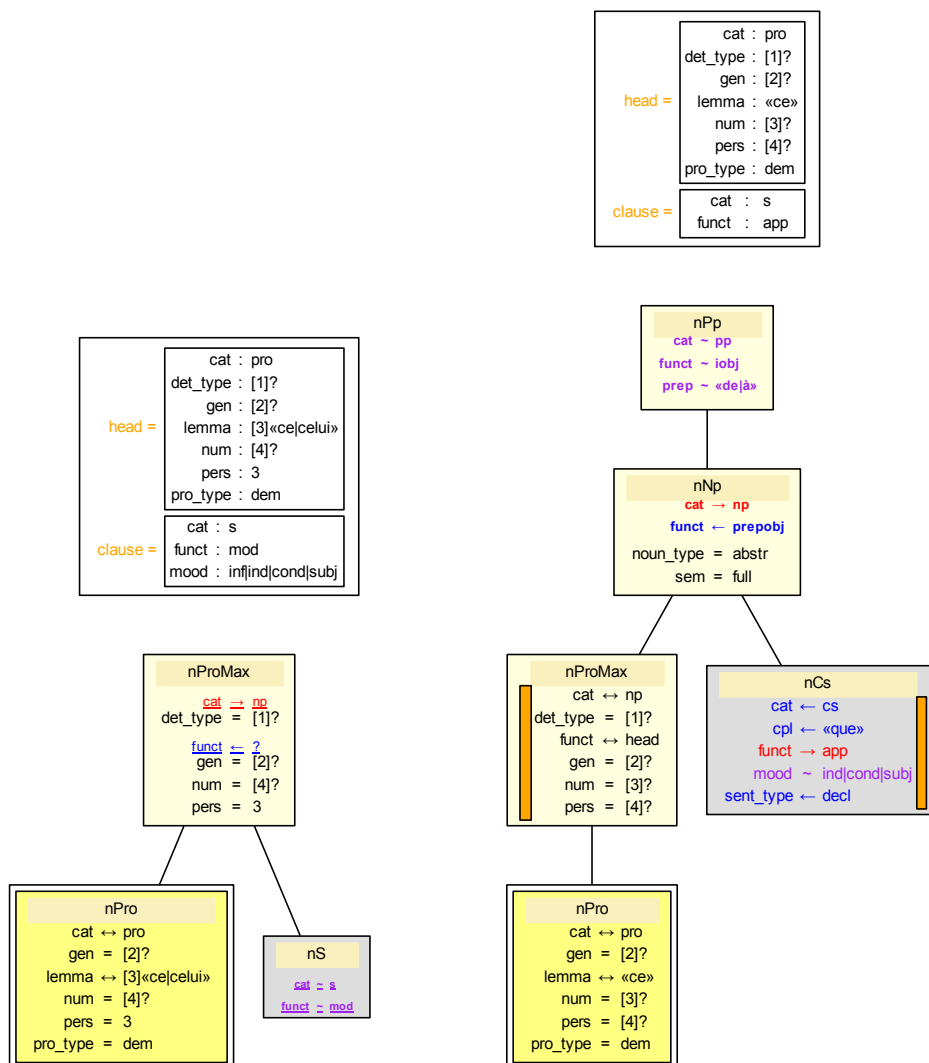 cat : pro
det_type : [1]?
gen : [2]?
head =
lemma : «ce»
num : [3]?
pers : [4]?
pro_type : dem
cat : s
clause =
funct : app
nPp
cat ~ pp
funct ~ iobj
prep ~ «de|à»
cat : pro
det_type : [1]?
gen : [2]?
head =
lemma : [3]«ce|celui»
num : [4]?
pers : 3
pro_type : dem
cat : s
clause =
funct : mod
mood : inf|ind|cond|subj
nNp
cat → np
funct ← prepobj
noun_type = abstr
sem = full
nProMax
cat → np
det_type = [1]?
funct ← ?
gen = [2]?
num = [4]?
pers = 3
nProMax
cat ↔ np
det_type = [1]?
funct ↔ head
gen = [2]?
num = [3]?
pers = [4]?
nCs
cat ← cs
cpl ← «que»
funct → app
mood ~ ind|cond|subj
sent_type ← decl
nPro
cat ↔ pro
gen = [2]?
lemma ↔ [3]«ce|celui»
num = [4]?
pers = 3
pro_type = dem
nS
cat ~ s
funct ~ mod
nPro
cat ↔ pro
gen = [2]?
lemma ↔ «ce»
num = [3]?
pers = [4]?
pro_type = dem